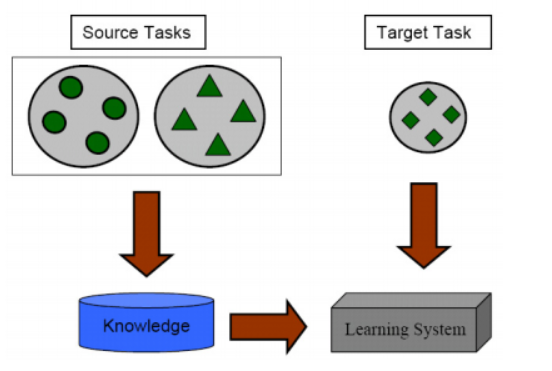 Source Tasks
Target Task
Knowledge
Learning System